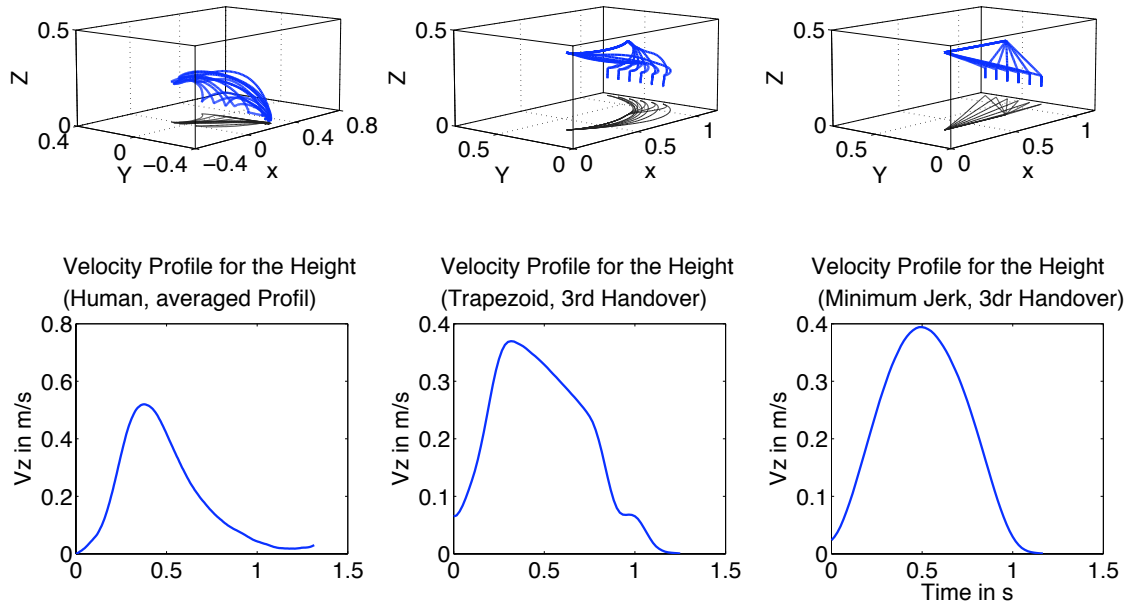 0.5
Z
0
0.4
0
Y
−0.4
−0.4
0
x
0.4
0.8
0.5
Z
0
0.5
Y
0
0
0.5
x
1
0.5
Z
0
0.5
Y
0
0
0.5
x
1
Velocity Profile for the Height
(Human, averaged Profil)
0.8
0.6
0.4
0.2
0
Vz in m/s
0
0.5
1
1.5
Velocity Profile for the Height
(Trapezoid, 3rd Handover)
0.4
0.3
0.2
0.1
0
Vz in m/s
0
0.5
1
1.5
Velocity Profile for the Height
(Minimum Jerk, 3dr Handover)
0.4
0.3
0.2
0.1
0
Vz in m/s
0
0.5
1
1.5
Time in s